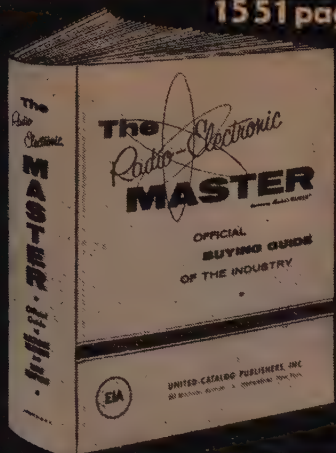 1551 pag
The
Radio-Electronic
MASTER
OFFICIAL
BUYING GUIDE
OF THE INDUSTRY
EIA
UNITED CATALOG PUBLISHERS, INC
The
Radio
Electronic
MASTER